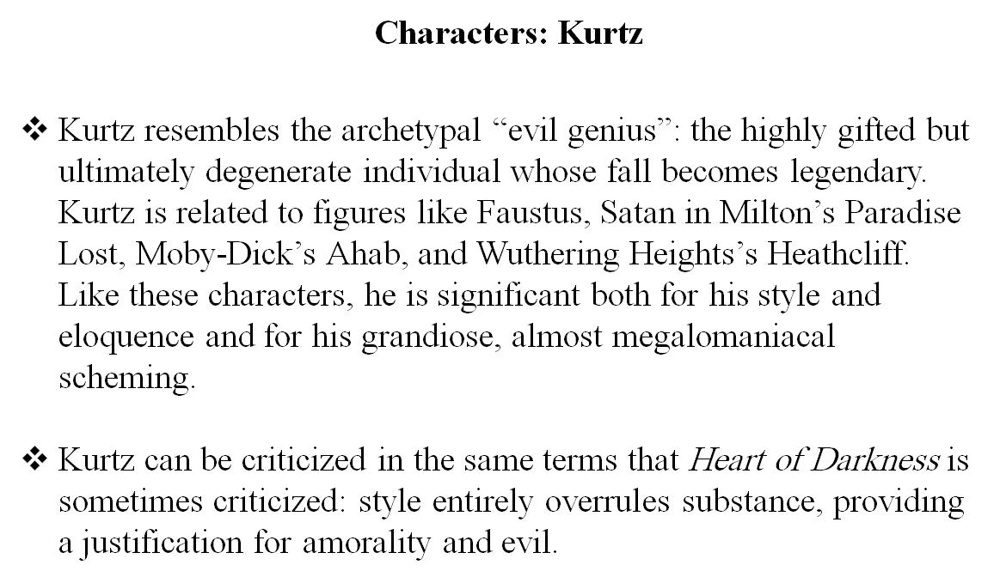 Characters: Kurtz
❖ Kurtz resembles the archetypal “evil genius”: the highly gifted but
ultimately degenerate individual whose fall becomes legendary.
Kurtz is related to figures like Faustus, Satan in Milton’s Paradise
Lost, Moby-Dick’s Ahab, and Wuthering Heights’s Heathcliff.
Like these characters, he is significant both for his style and
eloquence and for his grandiose, almost megalomaniacal
scheming.
❖ Kurtz can be criticized in the same terms that Heart of Darkness is
sometimes criticized: style entirely overrules substance, providing
a justification for amorality and evil.